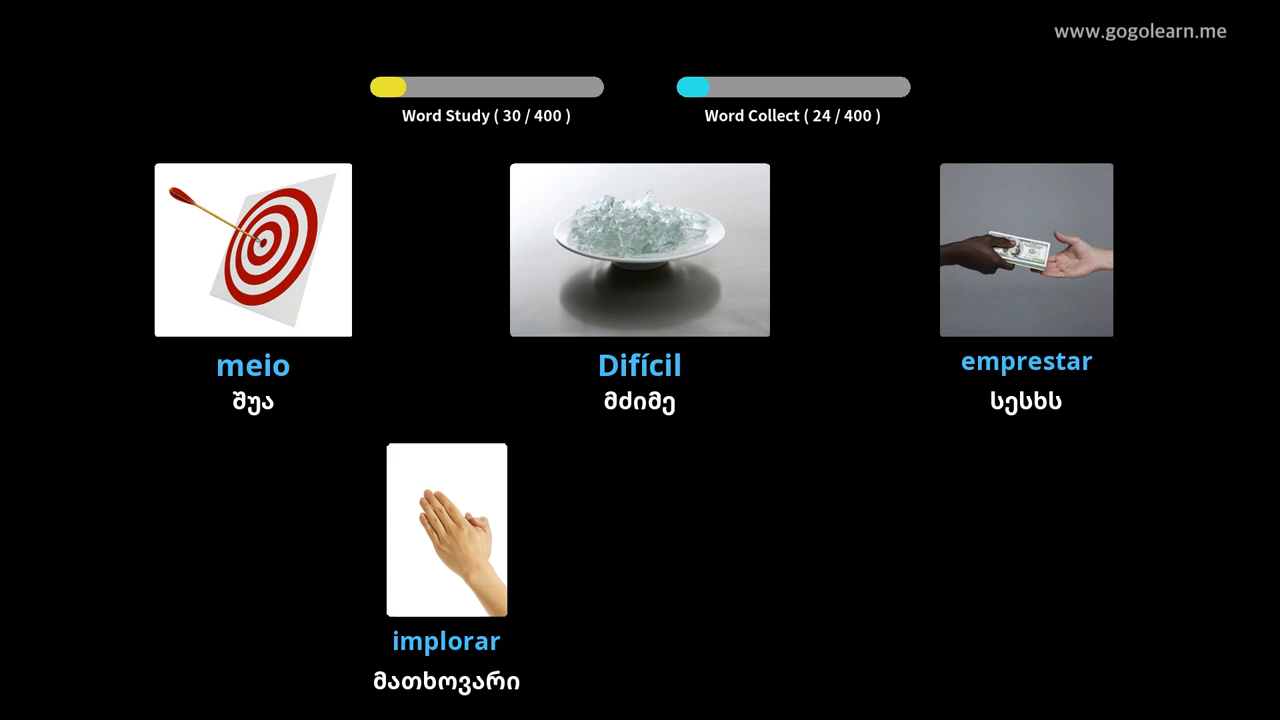 www.gogolearn.me
Word Study ( 30 / 400 )
Word Collect ( 24 / 400 )
meio
შუა
Difícil
მძიმე
emprestar
სესხს
implorar
მათხოვარი